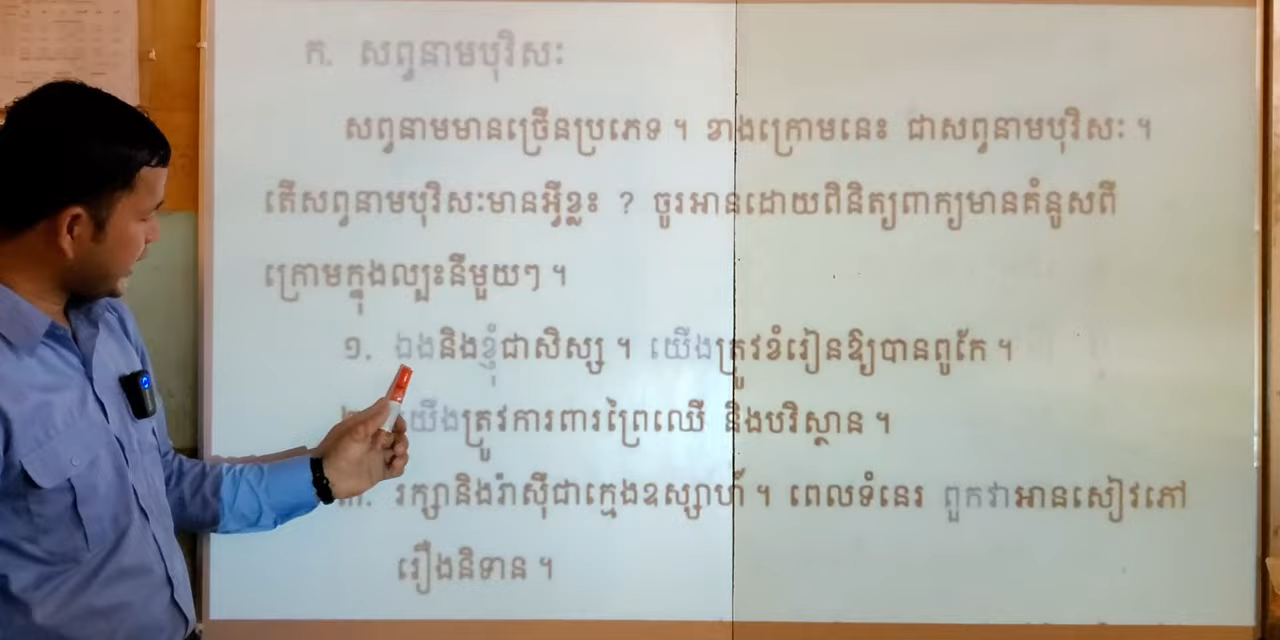 ក. សព្វនាមបុរិសៈ
សព្វនាមមានច្រើនប្រភេទ ។ ខាងក្រោមនេះ ជាសព្វនាមបុរិសៈ ។
តើសព្វនាមបុរិសៈមានអ្វីខ្លះ ? ចូរអានដោយពិនិត្យពាក្យមានគំនូសពី
ក្រោមក្នុងល្បះនីមួយៗ ។
១. ឯងនិងខ្ញុំជាសិស្ស ។ យើងត្រូវខំរៀនឱ្យបានពូកែ ។
យើងត្រូវការពារព្រៃឈើ និងបរិស្ថាន ។
៣. រក្សានិងរ៉ាស៊ីជាក្មេងឧស្សាហ៍ ។ ពេលទំនេរ ពួកវាអានសៀវភៅ
រឿងនិទាន ។